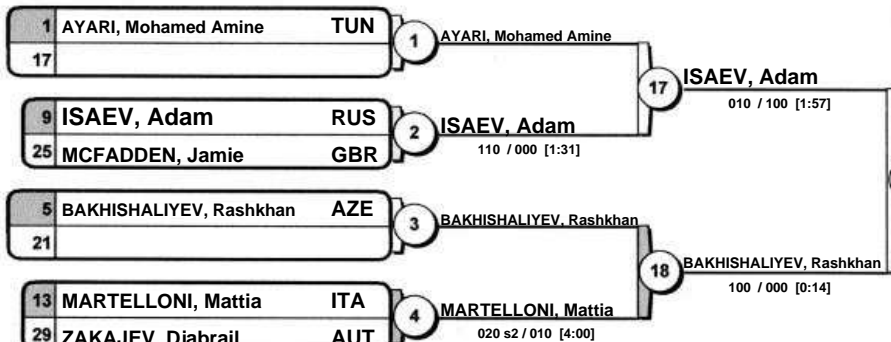 1 AYARI, Mohamed Amine TUN
17
1 AYARI, Mohamed Amine
9 ISAEV, Adam RUS
25 MCFADDEN, Jamie GBR
2 ISAEV, Adam
110 / 000 [1:31]
17 ISAEV, Adam
010 / 100 [1:57]
5 BAKHISHALIYEV, Rashkhan AZE
21
3 BAKHISHALIYEV, Rashkhan
13 MARTELLONI, Mattia ITA
29 ZAKAJEV, Djabrail AUT
4 MARTELLONI, Mattia
020 s2 / 010 [4:00]
18 BAKHISHALIYEV, Rashkhan
100 / 000 [0:14]